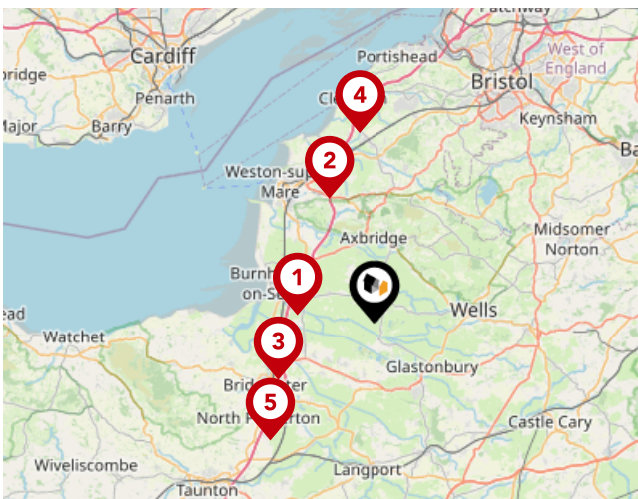 Patchway
Cardiff
Portishead
West of
England
bridge
Bristol
Penarth
4
Keynsham
Major
Barry
2
Weston-sup
Mare
Midsomer
Norton
Axbridge
1
Burnh
on-S
Wells
ead
Watchet
3
Glastonbury
Brid
ter
5
North P
rton
Castle Cary
Wiveliscombe
Langport
Taunton